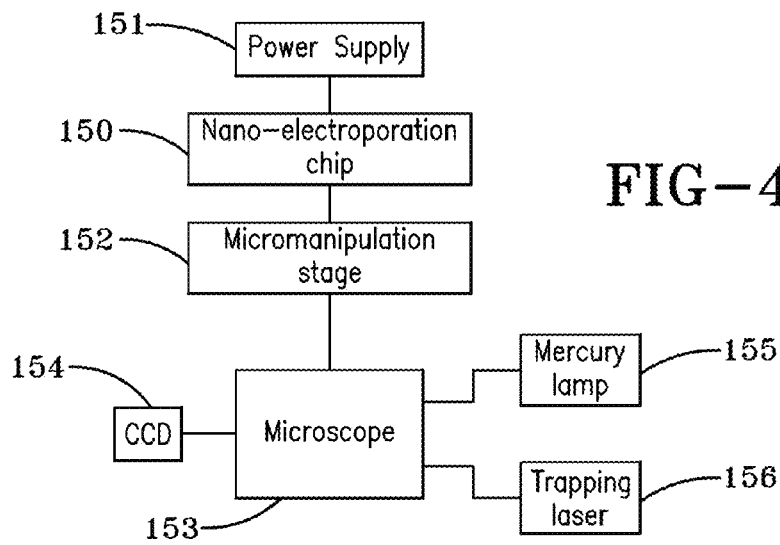 151
Power Supply
150
Nano-electroporation
chip
FIG-4
152
Micromanipulation
stage
154
CCD
Microscope
153
Mercury
lamp
155
Trapping
laser
156